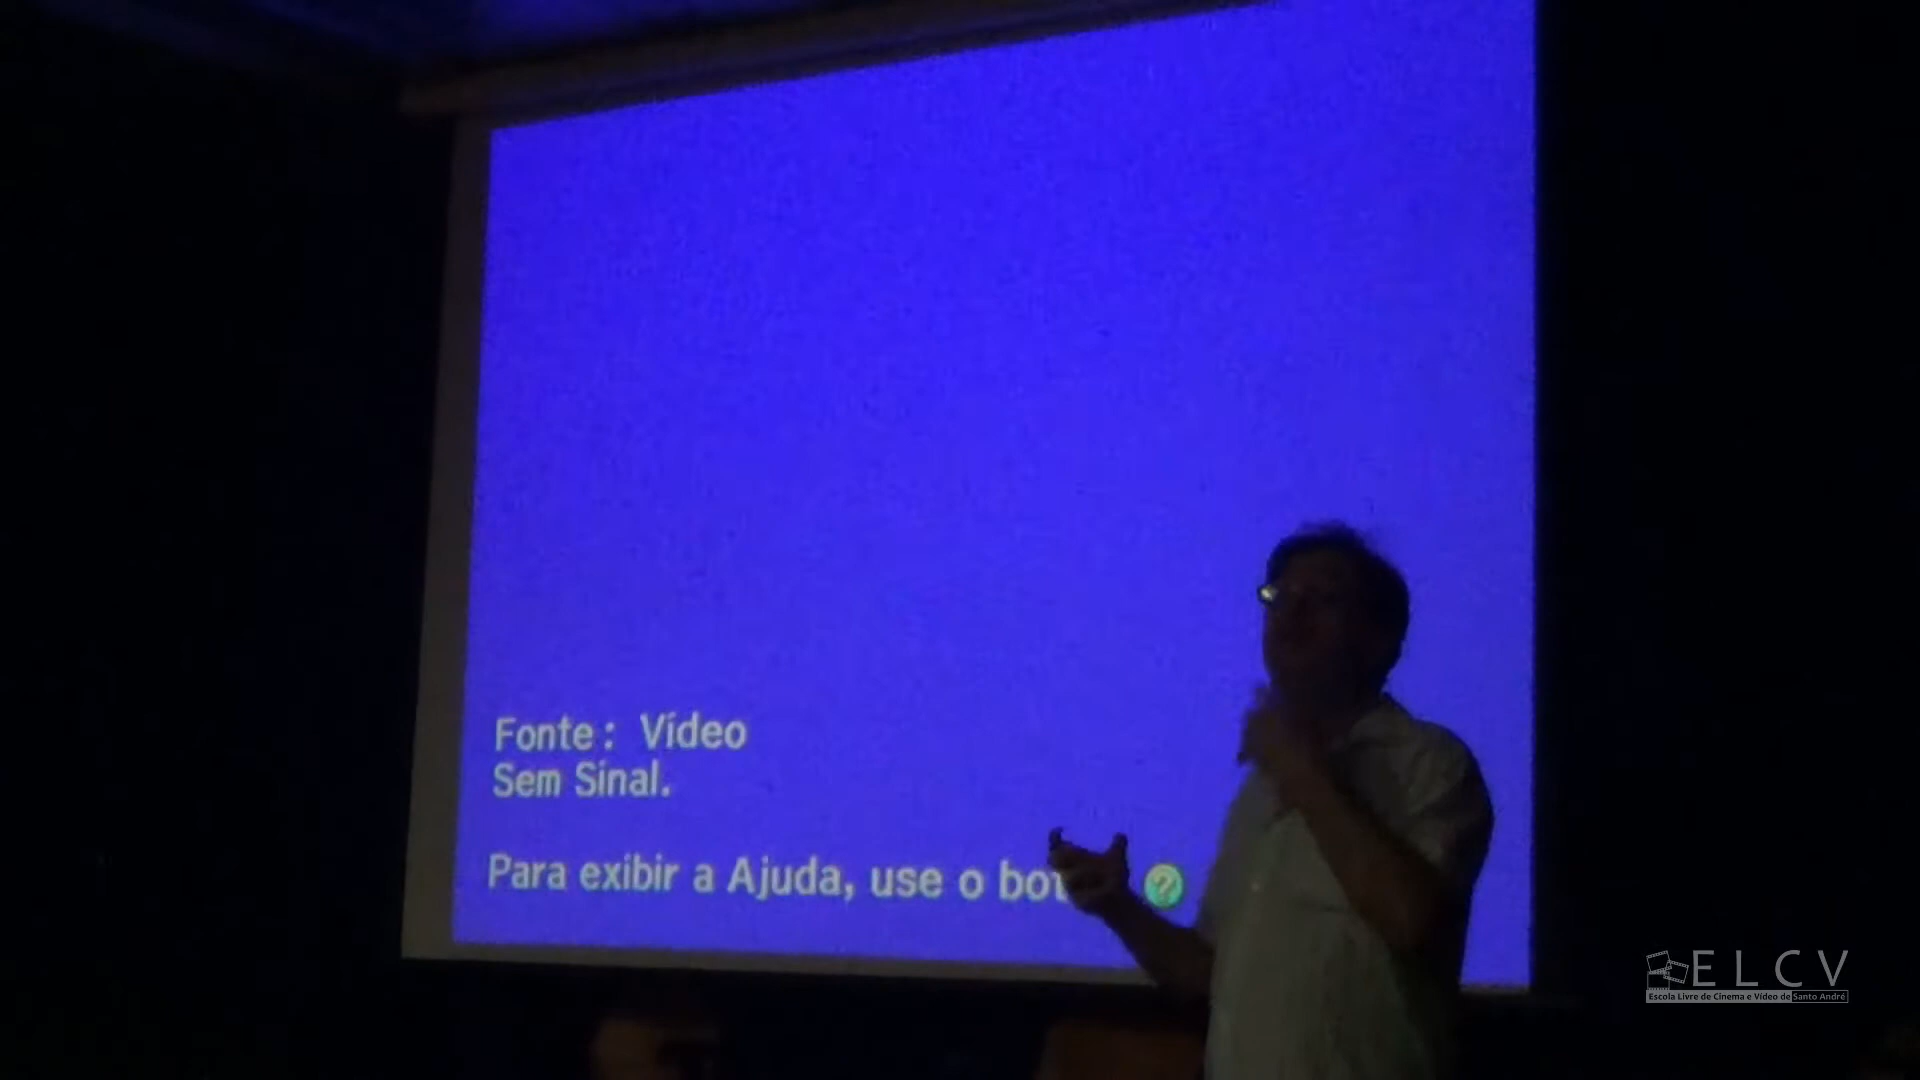 Fonte: Vídeo
Sem Sinal.
Para exibir a Ajuda, use o bot ?
ELCV
Escola Livre de Cinema e Vídeo de Santo André